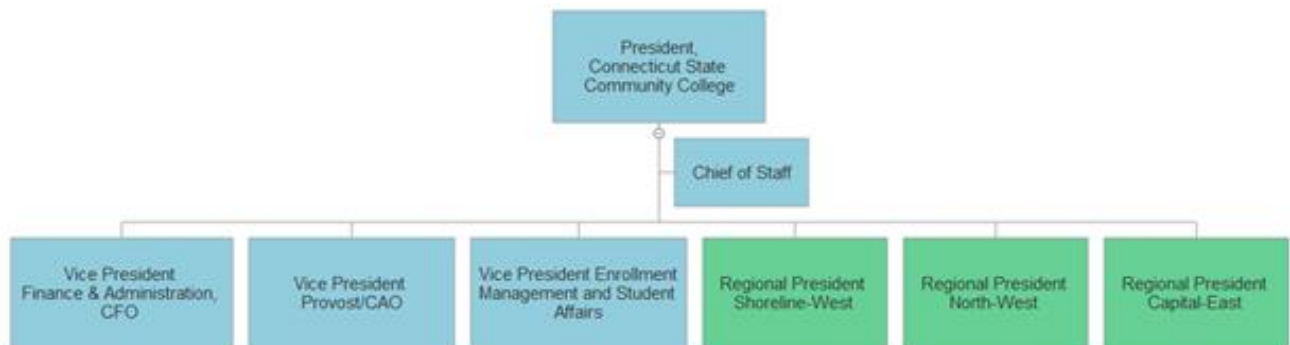 President,
Connecticut State
Community College
Chief of Staff
Vice President
Finance & Administration,
CFO
Vice President
Provost/CAO
Vice President Enrollment
Management and Student
Affairs
Regional President
Shoreline-West
Regional President
North-West
Regional President
Capital-East